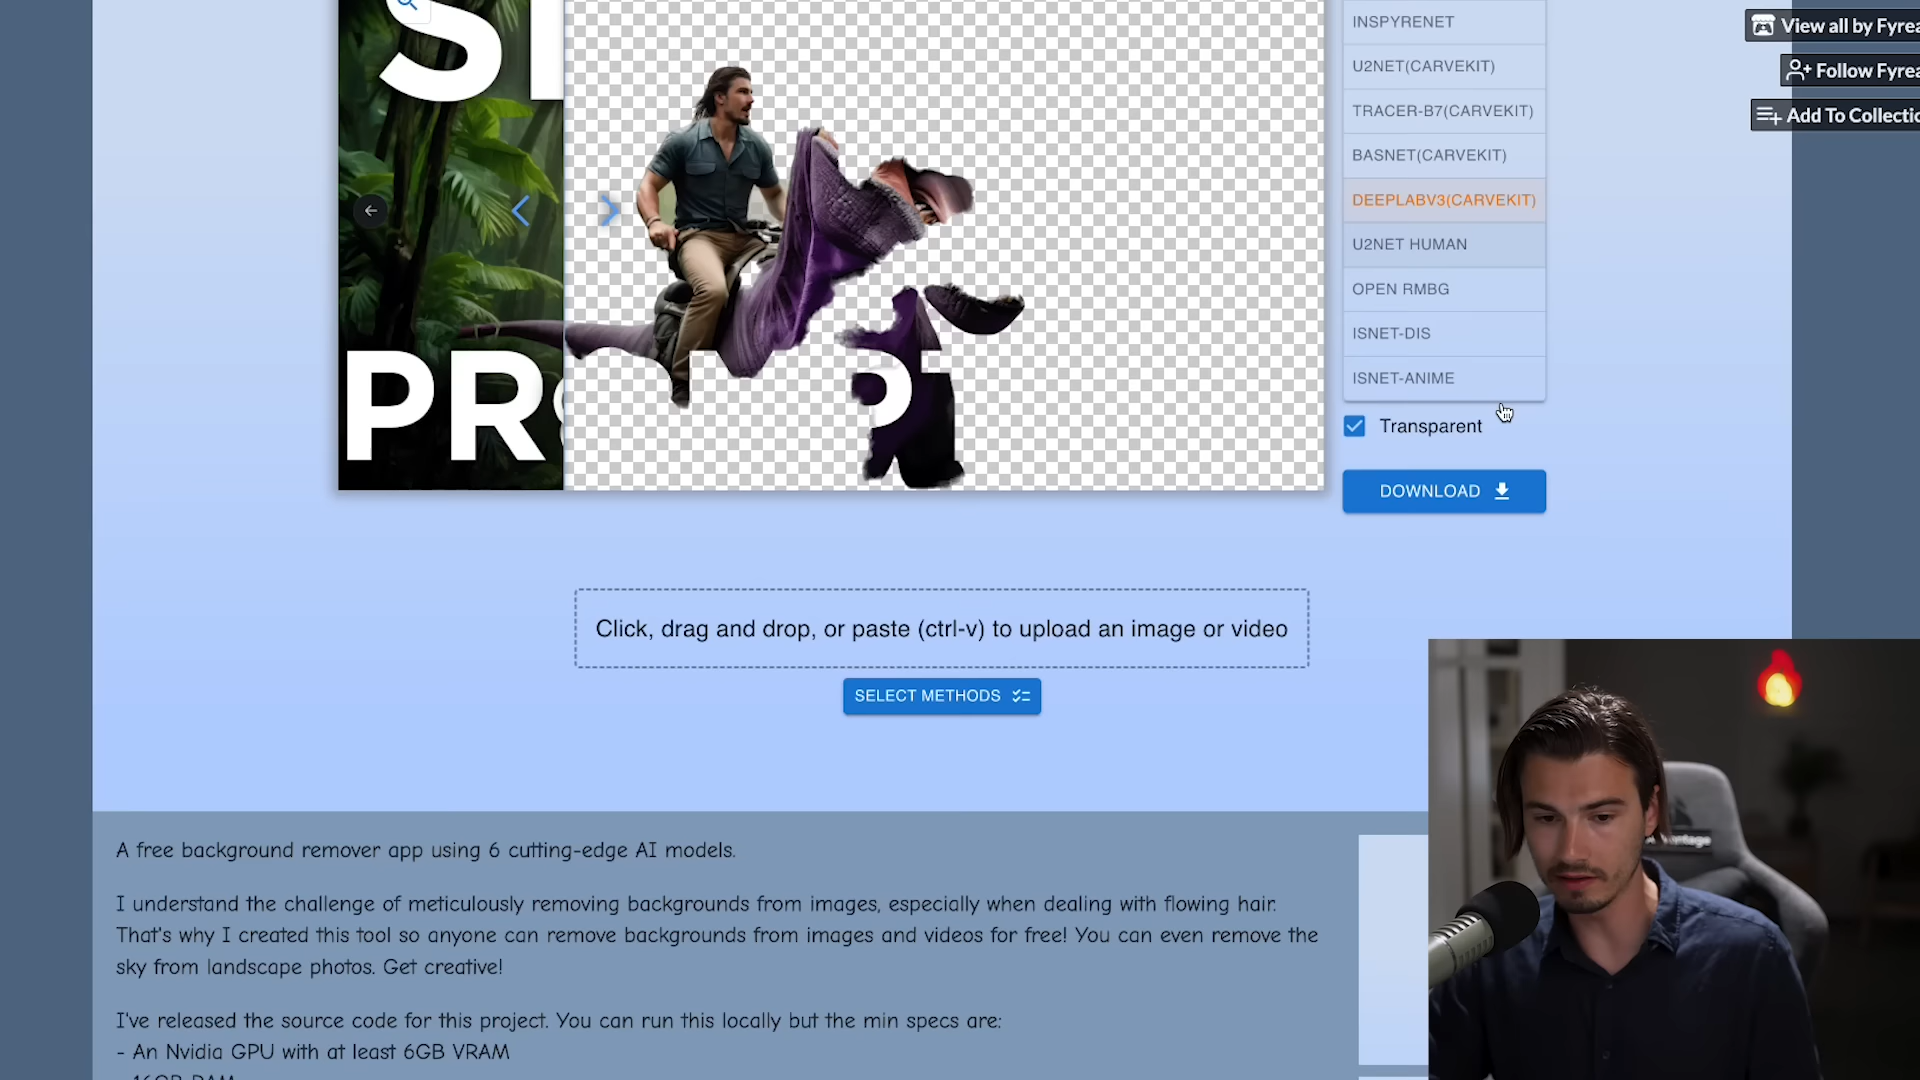 INSPYRENET
View all by Fyrea
U2NET(CARVEKIT)
Follow Fyrea
TRACER-B7(CARVEKIT)
Add To Collectio
BASNET(CARVEKIT)
DEEPLABV3(CARVEKIT)
U2NET HUMAN
OPEN RMBG
ISNET-DIS
ISNET-ANIME
Transparent
DOWNLOAD
PR
Click, drag and drop, or paste (ctrl-v) to upload an image or video
SELECT METHODS
A free background remover app using 6 cutting-edge AI models.
I understand the challenge of meticulously removing backgrounds from images, especially when dealing with flowing hair.
That's why I created this tool so anyone can remove backgrounds from images and videos for free! You can even remove the
sky from landscape photos. Get creative!
I've released the source code for this project. You can run this locally but the min specs are:
- An Nvidia GPU with at least 6GB VRAM
- 16GB RAM